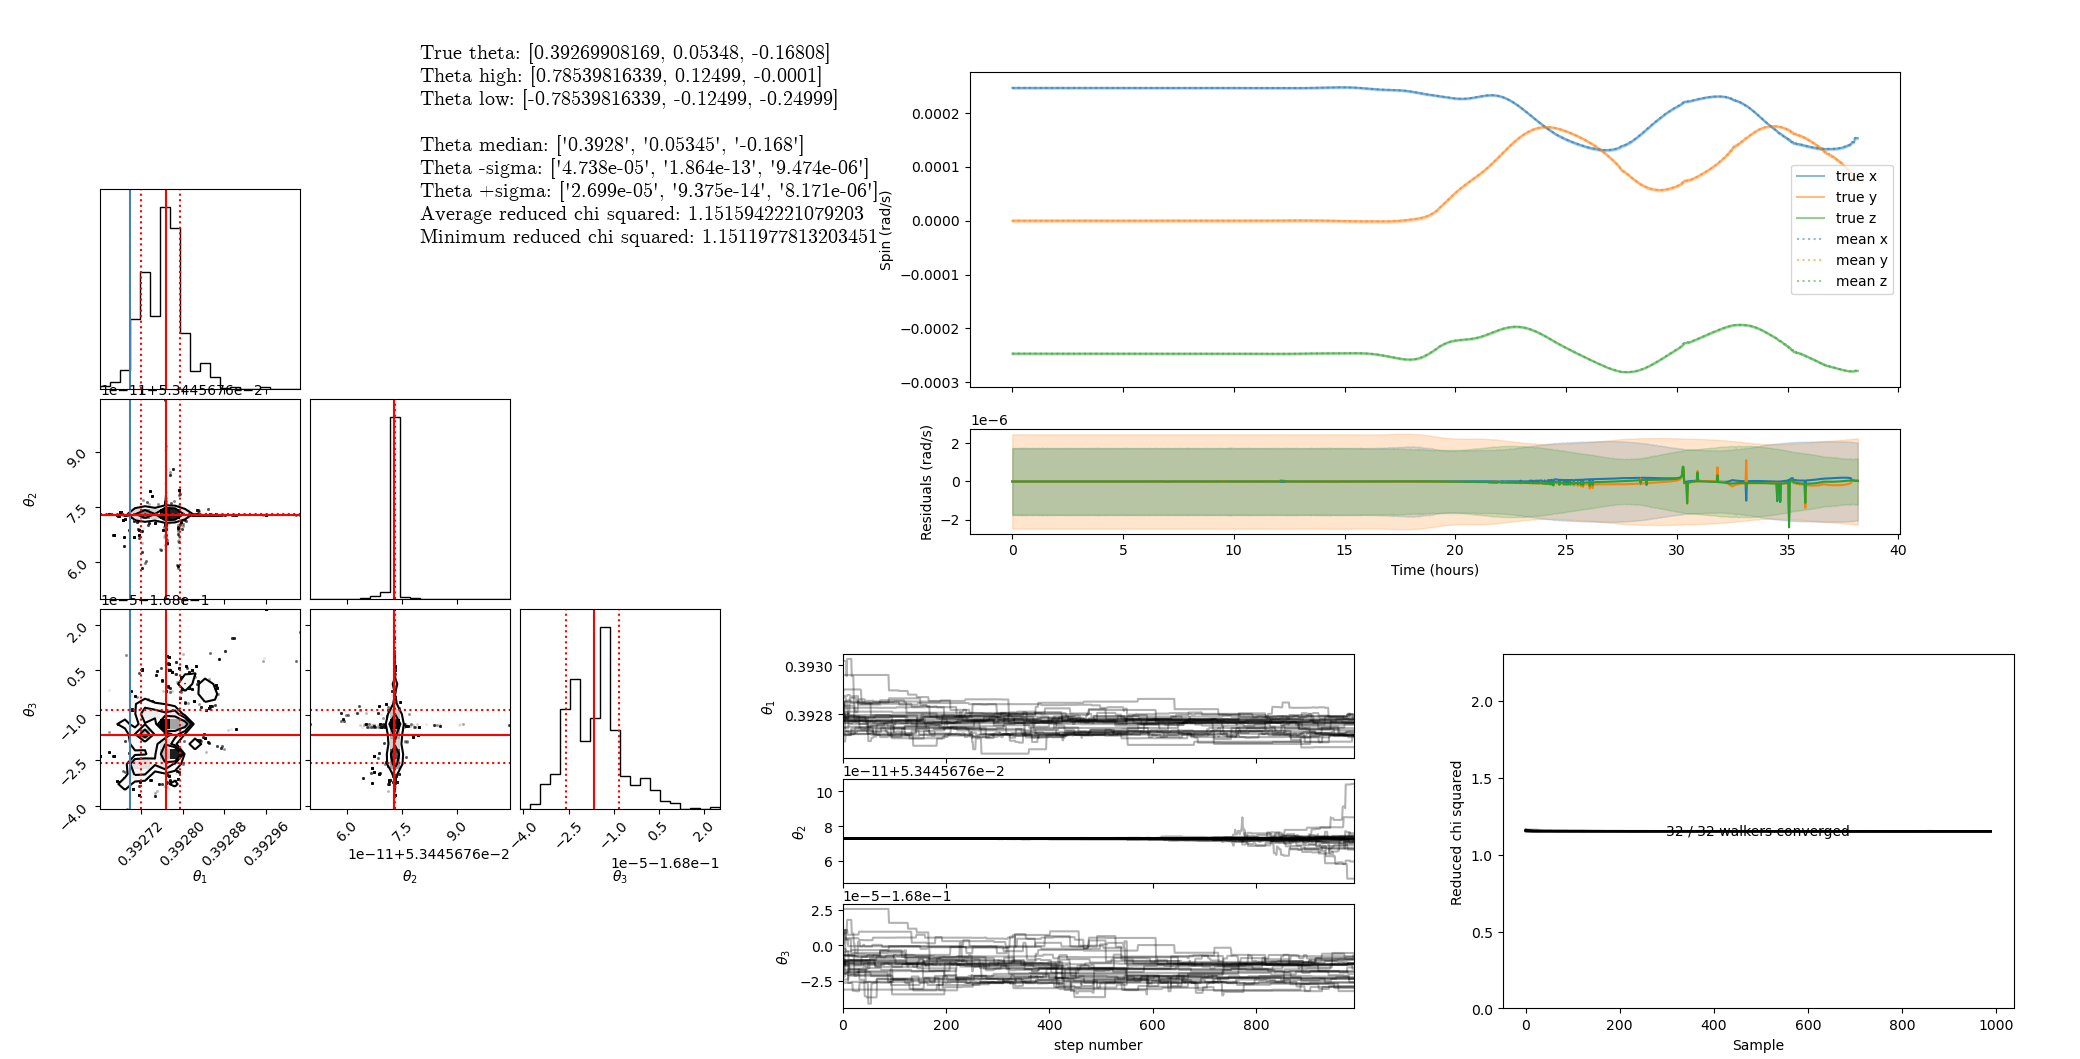 True theta: [0.39269908169, 0.05348, -0.16808]
Theta high: [0.78539816339, 0.12499, -0.0001]
Theta low: [-0.78539816339, -0.12499, -0.24999]
Theta median: ['0.3928', '0.05345', '-0.168']
Theta -sigma: ['4.738e-05', '1.864e-13', '9.474e-06']
Theta +sigma: ['2.699e-05', '9.375e-14', '8.171e-06']
Average reduced chi squared: 1.1515942221079203
Minimum reduced chi squared: 1.1511977813203451
1e−11+5.3445676e−2
θ2
9.0
7.5
6.0
1e−5−1.68e−1
θ3
2.0
0.5
−1.0
−2.5
−4.0
0.39272
0.39280
0.39288
0.39296
θ1
6.0
7.5
9.0
1e−11+5.3445676e−2
θ2
−4.0
−2.5
−1.0
0.5
2.0
1e−5−1.68e−1
θ3
Spin (rad/s)
0.0002
0.0001
0.0000
−0.0001
−0.0002
−0.0003
true x
true y
true z
mean x
mean y
mean z
1e−6
Residuals (rad/s)
2
0
−2
0
5
10
15
20
25
30
35
40
Time (hours)
θ1
0.3930
0.3928
1e−11+5.3445676e−2
θ2
10
8
6
1e−5−1.68e−1
θ3
2.5
0.0
−2.5
0
200
400
600
800
step number
Reduced chi squared
2.0
1.5
1.0
0.5
0.0
32 / 32 walkers converged
0
200
400
600
800
1000
Sample